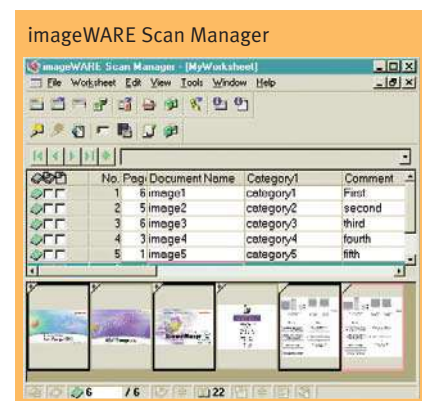 imageWARE Scan Manager
imageWARE Scan Manager - [MyWorksheet]
File Worksheet Edit View Tools Window Help
No. Page Document Name Category1 Comment
1 6 image1 category1 First
2 5 image2 category2 second
3 6 image3 category3 third
4 3 image4 category4 fourth
5 1 image5 category5 fifth
6 / 6 22